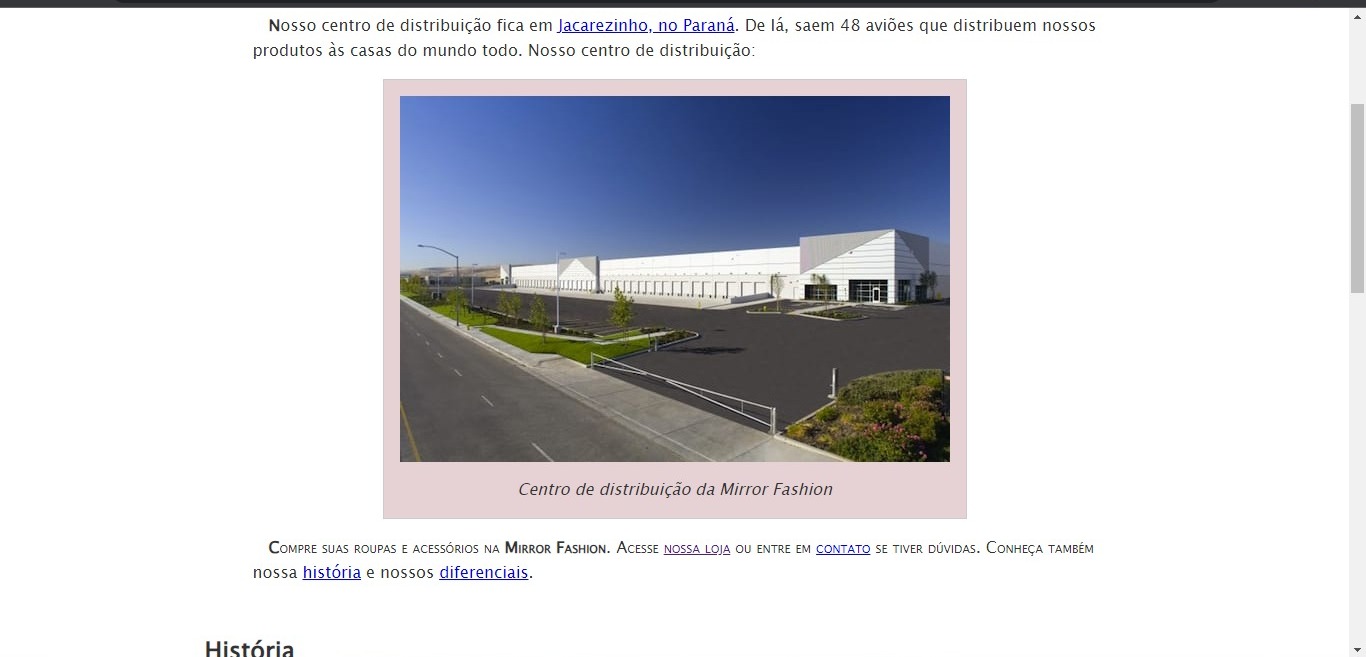 Nosso centro de distribuição fica em Jacarezinho, no Paraná. De lá, saem 48 aviões que distribuem nossos
produtos às casas do mundo todo. Nosso centro de distribuição:
Centro de distribuição da Mirror Fashion
Compre suas roupas e acessórios na Mirror Fashion. Acesse nossa loja ou entre em contato se tiver dúvidas. Conheça também
nossa história e nossos diferenciais.
História